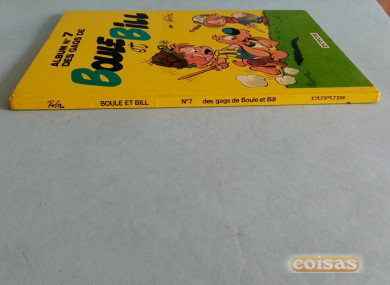 ALBUM N° 7
DES GAGS DE
BOULE
ET BILL
Roba BOULE ET BILL N°7 des gags de Boule et Bill DUPUIS
coisas